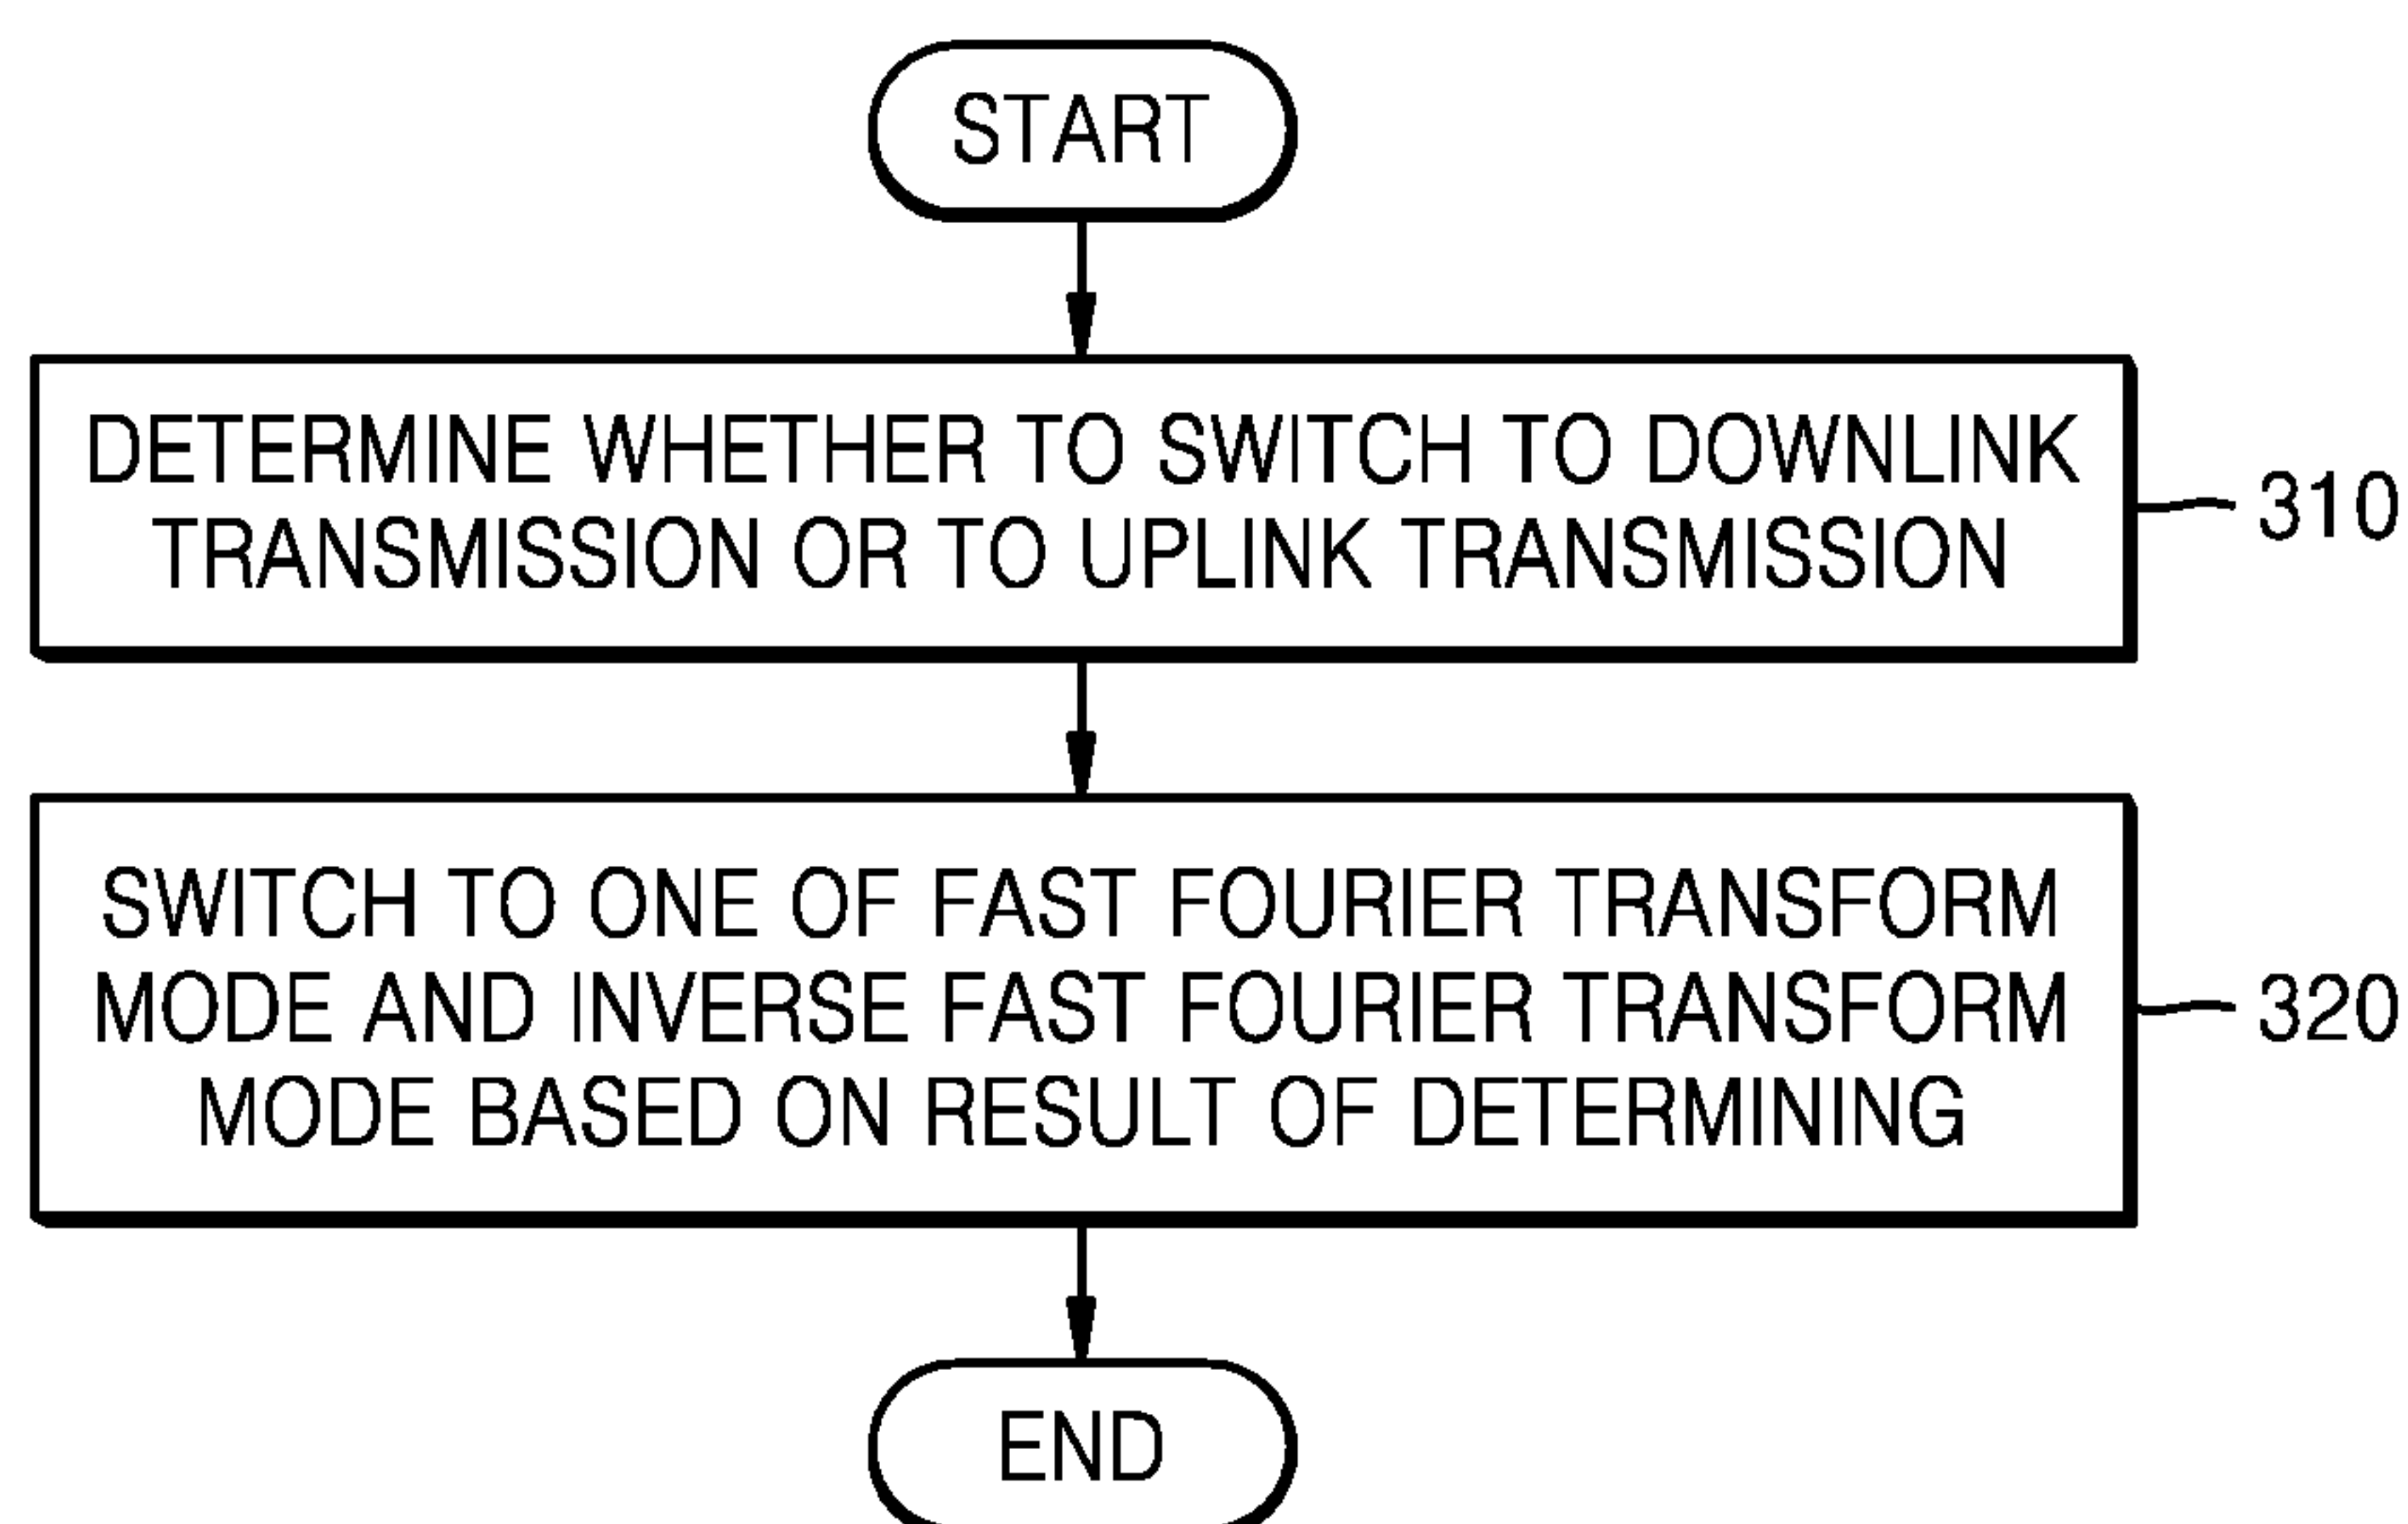 START
DETERMINE WHETHER TO SWITCH TO DOWNLINK
TRANSMISSION OR TO UPLINK TRANSMISSION
310
SWITCH TO ONE OF FAST FOURIER TRANSFORM
MODE AND INVERSE FAST FOURIER TRANSFORM
MODE BASED ON RESULT OF DETERMINING
320
END